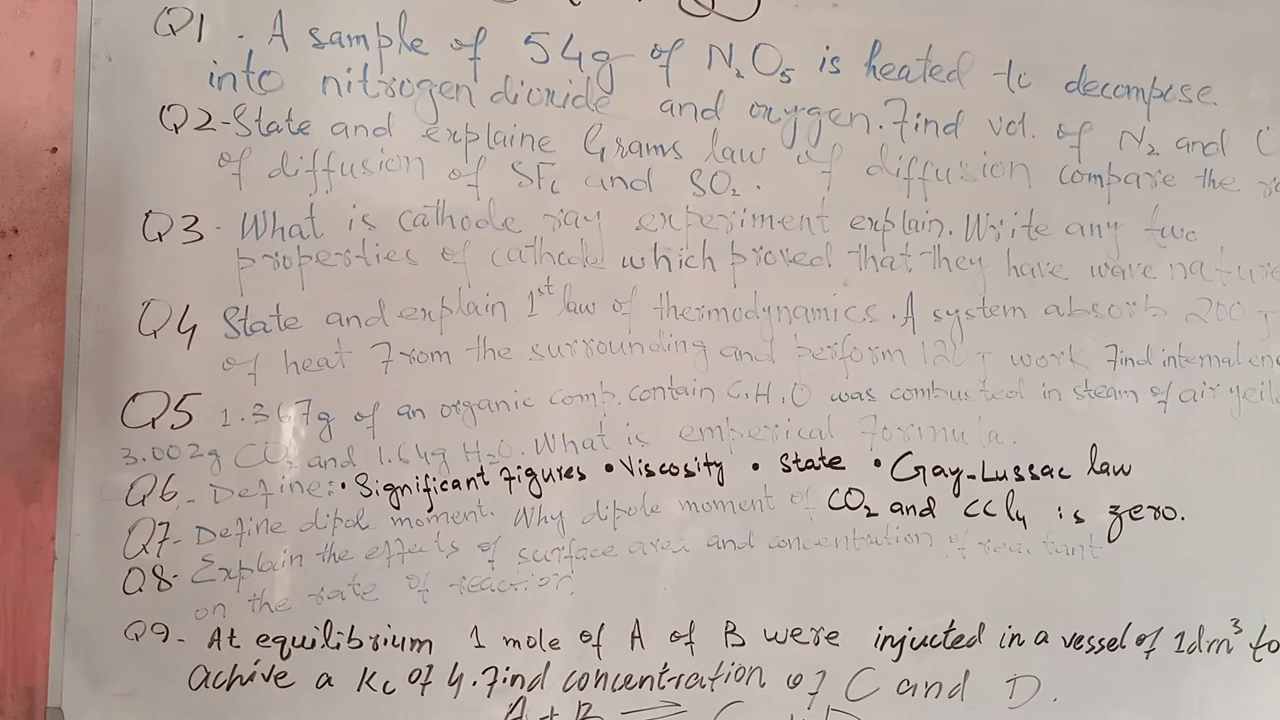 Q1. A sample of 54g of N₂O₅ is heated to decompose
into nitrogen dioxide and oxygen. Find vol. of N₂ and
Q2- State and explaine Grams law of diffusion compare the
of diffusion of SF₆ and SO₂.
Q3- What is cathode ray experiment explain. Write any two
properties of cathode which proved that they have wave nature
Q4 State and explain 1st law of thermodynamics. A system absorb 200 J
of heat from the surrounding and perform 120 J work find internal
Q5 1.367g of an organic comp. contain C,H,O was combusted in steam of air
3.002g CO₂ and 1.64g H₂O. What is emperical formula.
Q6- Define: • Significant figures • Viscosity • State • Gay-Lussac law
Q7- Define dipol moment. Why dipole moment of CO₂ and CCl₄ is zero.
Q8- Explain the effects of surface area and concentration of reactant
on the rate of reaction.
Q9- At equilibrium 1 mole of A of B were injucted in a vessel of 1dm³ to
achive a Kc of 4. Find concentration of C and D.
A + B ⇌